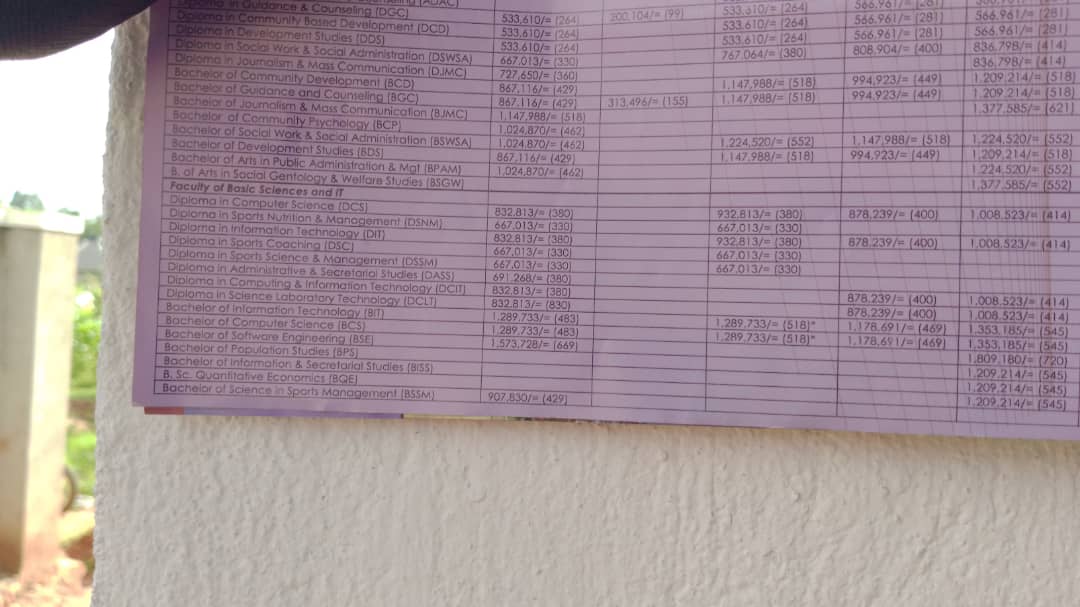 Guidance & Counseling (DGC) 533,610/= (264) 200,104/= (99) 533,610/= (264) 566,961/= (281)
Diploma in Community Based Development (DCD) 533,610/= (264) 533,610/= (264) 566,961/= (281) 566,961/= (281)
Diploma in Development Studies (DDS) 533,610/= (264) 533,610/= (264) 566,961/= (281) 566,961/= (281)
Diploma in Social Work & Social Administration (DSWSA) 667,013/= (330) 767,064/= (380) 808,904/= (400) 836,798/= (414)
Diploma in Journalism & Mass Communication (DJMC) 727,650/= (360) 836,798/= (414)
Bachelor of Community Development (BCD) 867,116/= (429) 1,147,988/= (518) 994,923/= (449) 1,209,214/= (518)
Bachelor of Guidance and Counseling (BGC) 867,116/= (429) 313,496/= (155) 1,147,988/= (518) 994,923/= (449) 1,209,214/= (518)
Bachelor of Journalism & Mass Communication (BJMC) 1,147,988/= (518) 1,377,585/= (621)
Bachelor of Community Psychology (BCP) 1,024,870/= (462)
Bachelor of Social Work & Social Administration (BSWSA) 1,024,870/= (462) 1,224,520/= (552) 1,147,988/= (518) 1,224,520/= (552)
Bachelor of Development Studies (BDS) 867,116/= (429) 1,147,988/= (518) 994,923/= (449) 1,209,214/= (518)
Bachelor of Arts in Public Administration & Mgt (BPAM) 1,024,870/= (462) 1,224,520/= (552)
B. of Arts in Social Gentology & Welfare Studies (BSGW) 1,377,585/= (552)
Faculty of Basic Sciences and IT
Diploma in Computer Science (DCS) 832,813/= (380) 932,813/= (380) 878,239/= (400) 1,008,523/= (414)
Diploma in Sports Nutrition & Management (DSNM) 667,013/= (330) 667,013/= (330)
Diploma in Information Technology (DIT) 832,813/= (380) 932,813/= (380) 878,239/= (400) 1,008,523/= (414)
Diploma in Sports Coaching (DSC) 667,013/= (330) 667,013/= (330)
Diploma in Sports Science & Management (DSSM) 667,013/= (330) 667,013/= (330)
Diploma in Administrative & Secretarial Studies (DASS) 691,268/= (380)
Diploma in Computing & Information Technology (DCIT) 832,813/= (380) 878,239/= (400) 1,008,523/= (414)
Diploma in Science Laboratory Technology (DCLT) 832,813/= (830) 878,239/= (400) 1,008,523/= (414)
Bachelor of Information Technology (BIT) 1,289,733/= (483) 1,289,733/= (518)* 1,178,691/= (469) 1,353,185/= (545)
Bachelor of Computer Science (BCS) 1,289,733/= (483) 1,289,733/= (518)* 1,178,691/= (469) 1,353,185/= (545)
Bachelor of Software Engineering (BSE) 1,573,728/= (669) 1,809,180/= (720)
Bachelor of Population Studies (BPS) 1,209,214/= (545)
Bachelor of Information & Secretarial Studies (BISS) 1,209,214/= (545)
B. Sc. Quantitative Economics (BQE) 1,209,214/= (545)
Bachelor of Science in Sports Management (BSSM) 907,830/= (429)